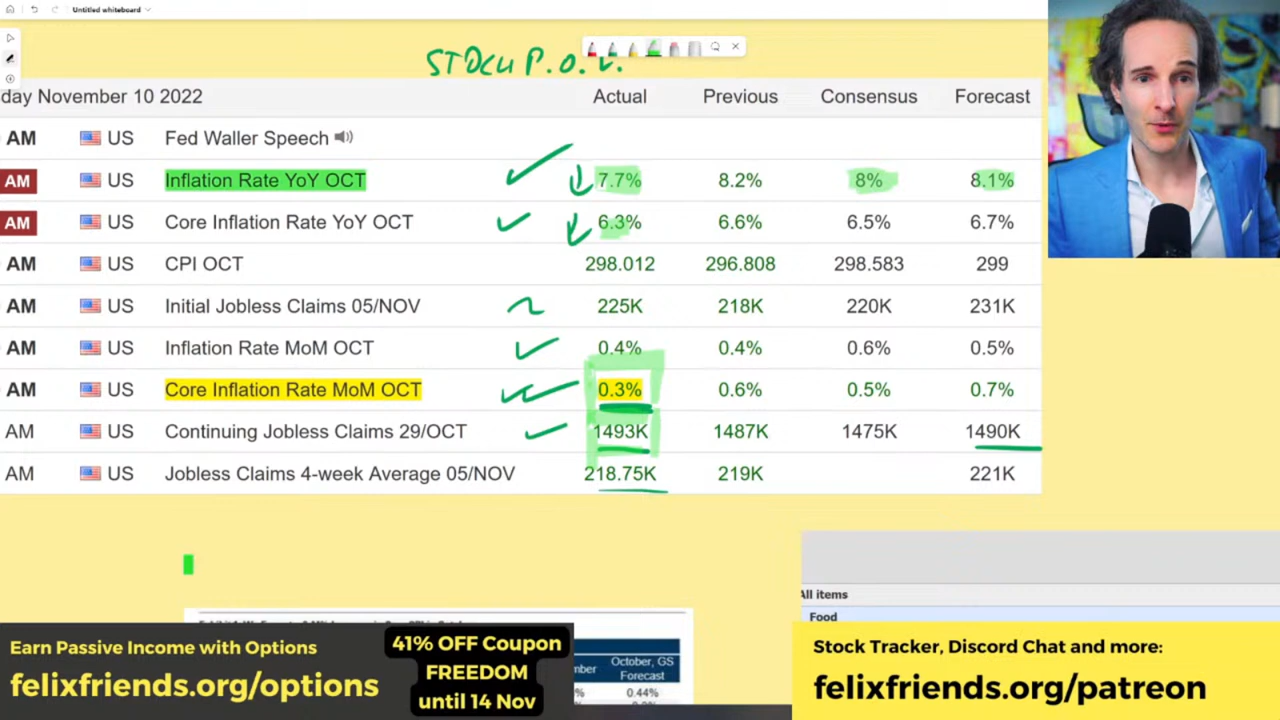 Untitled whiteboard
STOCK P.O.V.
day November 10 2022 Actual Previous Consensus Forecast
AM US Fed Waller Speech
AM US Inflation Rate YoY OCT 7.7% 8.2% 8% 8.1%
AM US Core Inflation Rate YoY OCT 6.3% 6.6% 6.5% 6.7%
AM US CPI OCT 298.012 296.808 298.583 299
AM US Initial Jobless Claims 05/NOV 225K 218K 220K 231K
AM US Inflation Rate MoM OCT 0.4% 0.4% 0.6% 0.5%
AM US Core Inflation Rate MoM OCT 0.3% 0.6% 0.5% 0.7%
AM US Continuing Jobless Claims 29/OCT 1493K 1487K 1475K 1490K
AM US Jobless Claims 4-week Average 05/NOV 218.75K 219K 221K
All items
Food
mber October, GS
Forecast
0.44%
Earn Passive Income with Options
felixfriends.org/options
41% OFF Coupon
FREEDOM
until 14 Nov
Stock Tracker, Discord Chat and more:
felixfriends.org/patreon